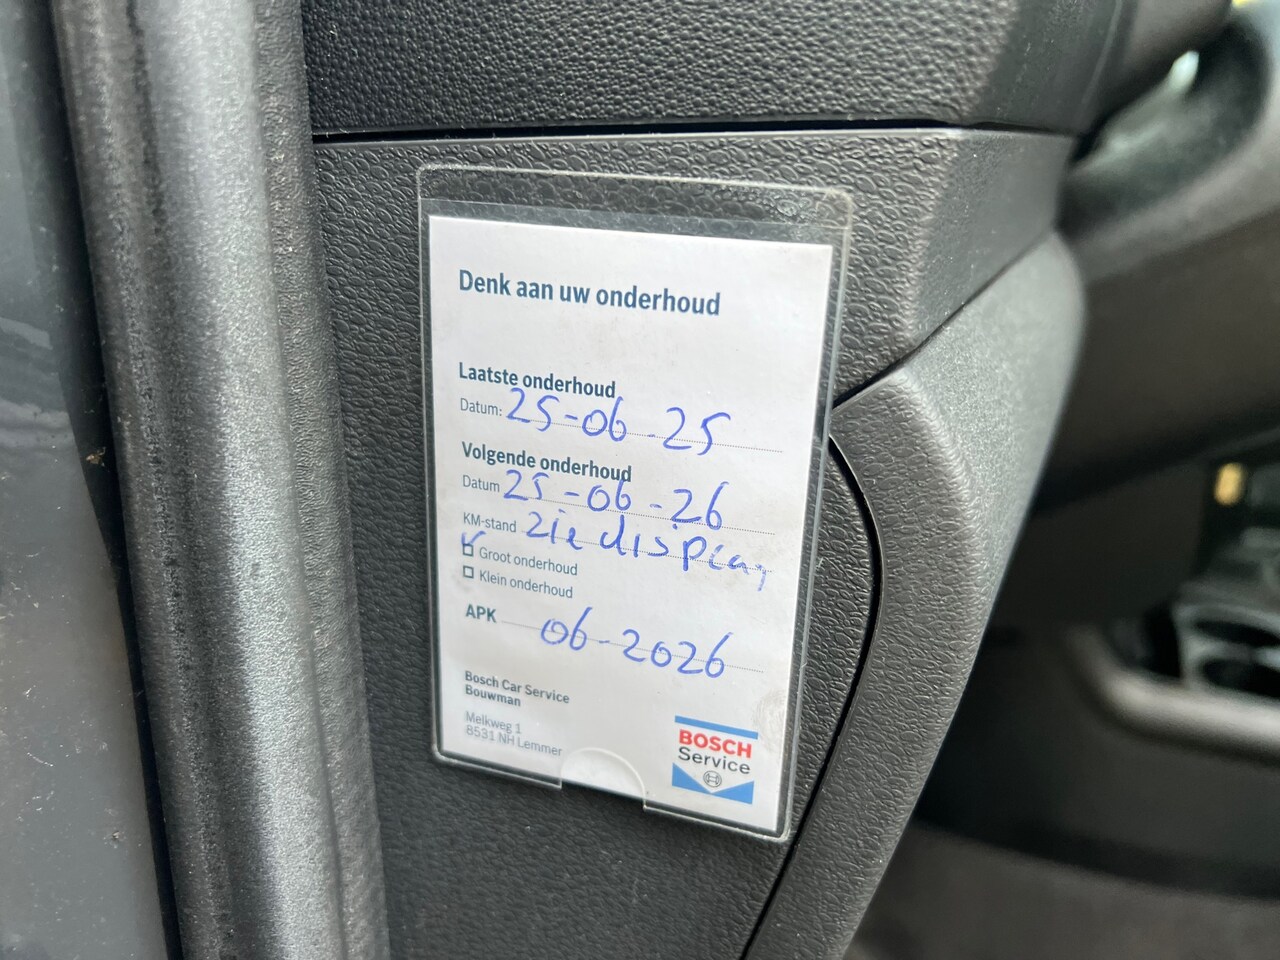 Denk aan uw onderhoud
Laatste onderhoud
Datum: 25-06-25
Volgende onderhoud
Datum 25-06-26
KM-stand zie display
Groot onderhoud
Klein onderhoud
APK 06-2026
Bosch Car Service
Bouwman
Melkweg 1
8531 NH Lemmer
BOSCH
Service